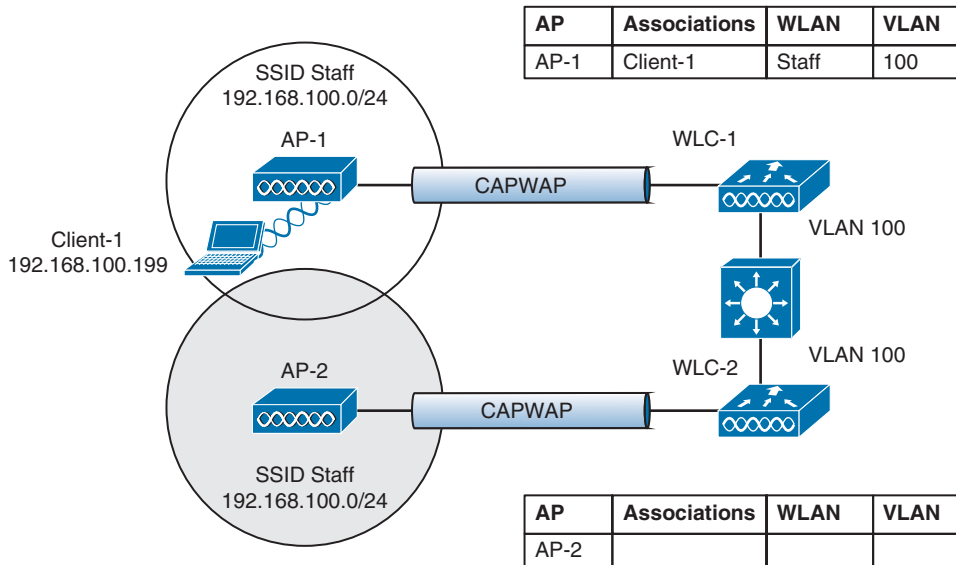 AP Associations WLAN VLAN
AP-1 Client-1 Staff 100
SSID Staff
192.168.100.0/24
AP-1
CAPWAP
WLC-1
VLAN 100
Client-1
192.168.100.199
VLAN 100
WLC-2
AP-2
CAPWAP
SSID Staff
192.168.100.0/24
AP Associations WLAN VLAN
AP-2